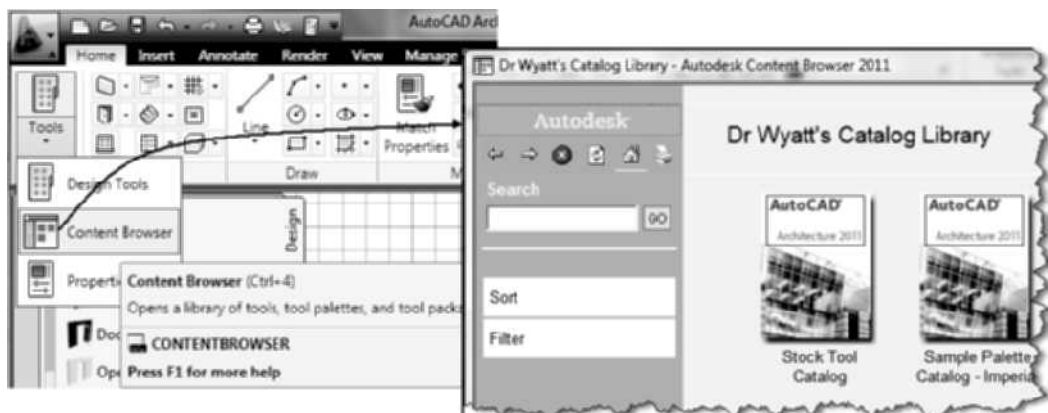 AutoCAD Arc
Home Insert Annotate Render View Manage
Tools
Line
Match
Properties
Draw
Design Tools
Content Browser
Design
Content Browser (Ctrl+4)
Opens a library of tools, tool palettes, and tool pack
CONTENTBROWSER
Press F1 for more help
Dr Wyatt's Catalog Library - Autodesk Content Browser 2011
Autodesk
Search
GO
Sort
Filter
Dr Wyatt's Catalog Library
AutoCAD
Architecture 2011
Stock Tool
Catalog
AutoCAD
Architecture 2011
Sample Palette
Catalog - Imperia